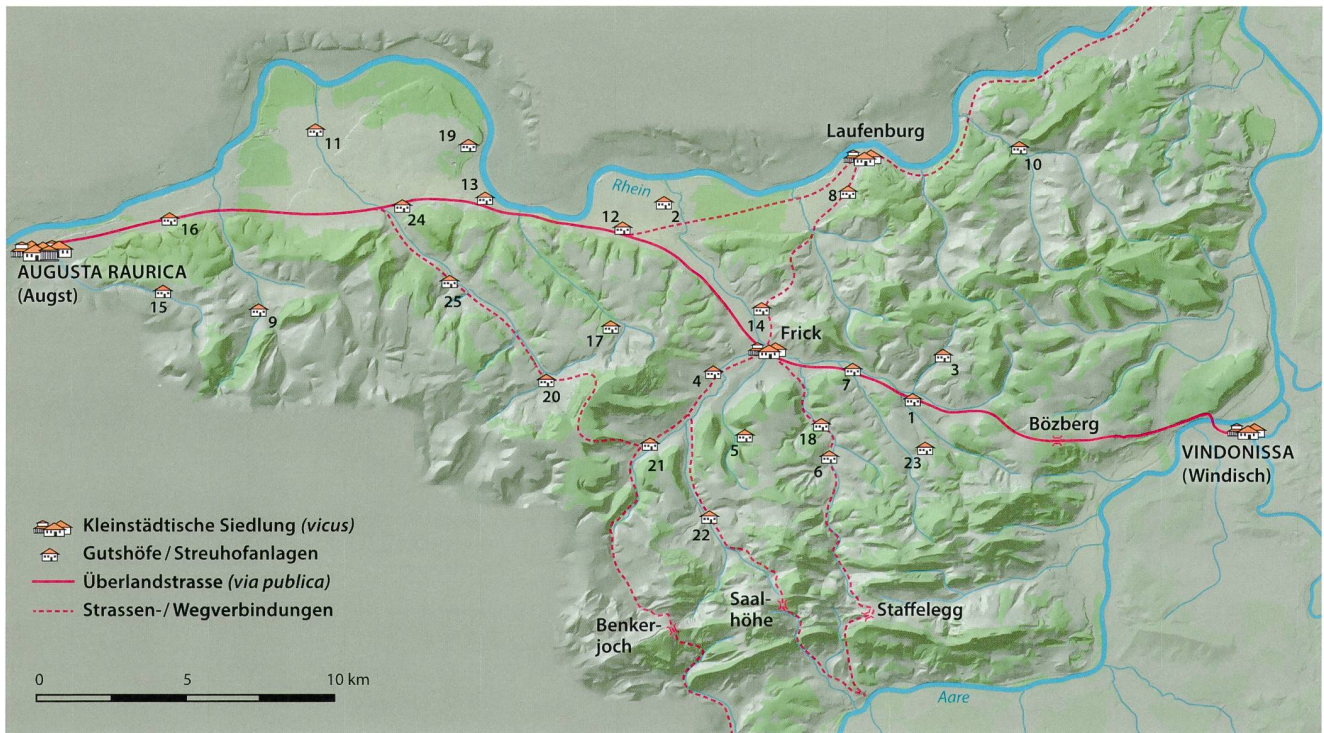 Laufenburg
11
19
10
Rhein
8
13
2
24
12
16
AUGUSTA RAURICA
(Augst)
25
15
9
14
17
Frick
3
4
7
20
1
Bözberg
18
5
21
6
23
VINDONISSA
(Windisch)
22
Kleinstädtische Siedlung (vicus)
Gutshöfe / Streuhofanlagen
Überlandstrasse (via publica)
Strassen-/ Wegverbindungen
Saal-
höhe
Staffelegg
Benker-
joch
0 5 10 km
Aare